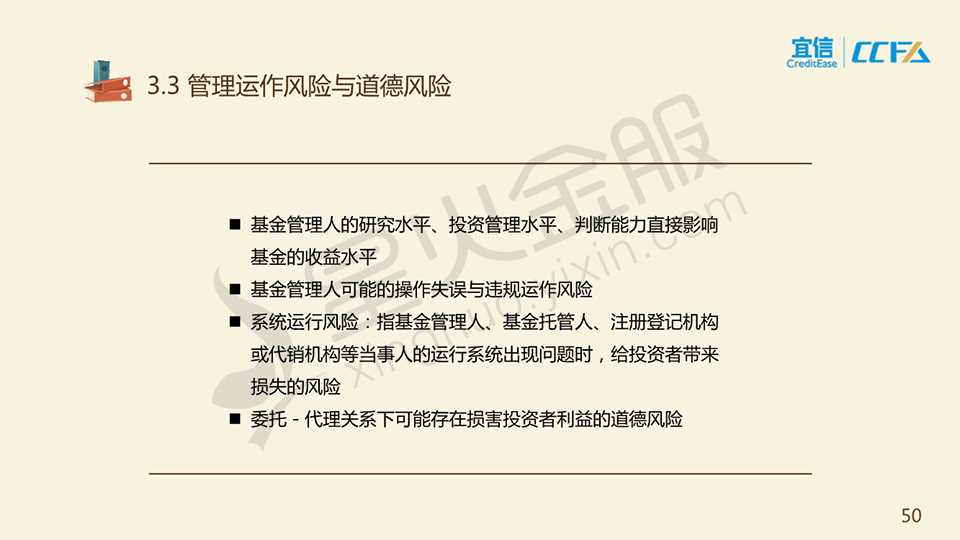 宜信
CreditEase
CCFA
3.3 管理运作风险与道德风险
星火金服
xinghuo.yixin.com
■ 基金管理人的研究水平、投资管理水平、判断能力直接影响
基金的收益水平
■ 基金管理人可能的操作失误与违规运作风险
■ 系统运行风险：指基金管理人、基金托管人、注册登记机构
或代销机构等当事人的运行系统出现问题时，给投资者带来
损失的风险
■ 委托 - 代理关系下可能存在损害投资者利益的道德风险
50